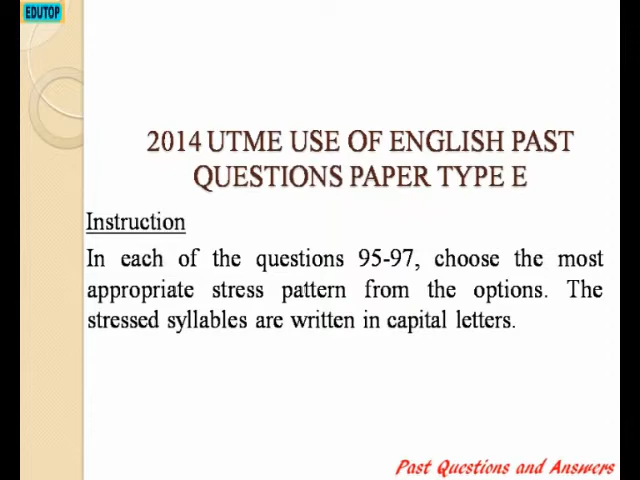 EDUTOP
2014 UTME USE OF ENGLISH PAST
QUESTIONS PAPER TYPE E
Instruction
In each of the questions 95-97, choose the most
appropriate stress pattern from the options. The
stressed syllables are written in capital letters.
Past Questions and Answers